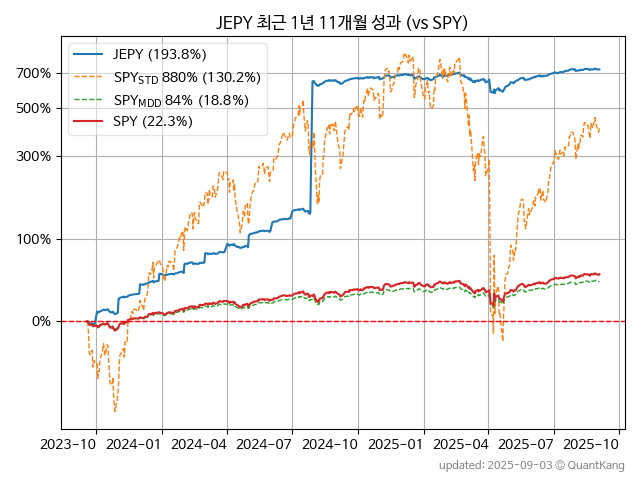 JEPY 최근 1년 11개월 성과 (vs SPY)
JEPY (193.8%)
SPY_STD 880% (130.2%)
SPY_MDD 84% (18.8%)
SPY (22.3%)
700%
500%
300%
100%
0%
2023-10 2024-01 2024-04 2024-07 2024-10 2025-01 2025-04 2025-07 2025-10
updated: 2025-09-03 © QuantKang